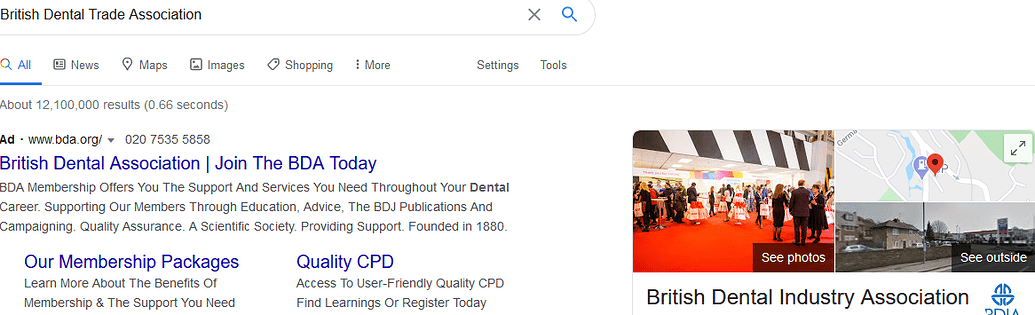 British Dental Trade Association
All News Maps Images Shopping More Settings Tools
About 12,100,000 results (0.66 seconds)
Ad · www.bda.org/ 020 7535 5858
British Dental Association | Join The BDA Today
BDA Membership Offers You The Support And Services You Need Throughout Your Dental
Career. Supporting Our Members Through Education, Advice, The BDJ Publications And
Campaigning. Quality Assurance. A Scientific Society. Providing Support. Founded in 1880.
Our Membership Packages
Learn More About The Benefits Of
Membership & The Support You Need
Quality CPD
Access To User-Friendly Quality CPD
Find Learnings Or Register Today
See photos
Germa
P
See outside
British Dental Industry Association
BDIA